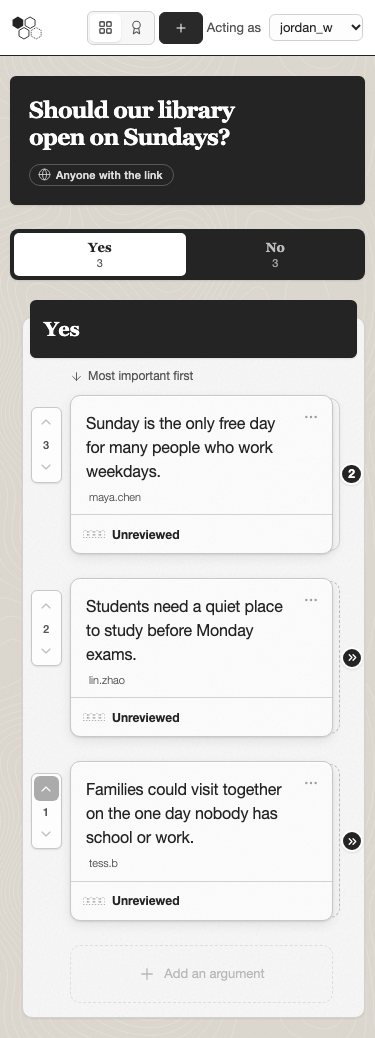 Acting as
jordan_w
Should our library
open on Sundays?
Anyone with the link
Yes
3
No
3
Yes
Most important first
3
Sunday is the only free day
for many people who work
weekdays.
maya.chen
Unreviewed
2
2
Students need a quiet place
to study before Monday
exams.
lin.zhao
Unreviewed
1
Families could visit together
on the one day nobody has
school or work.
tess.b
Unreviewed
Add an argument